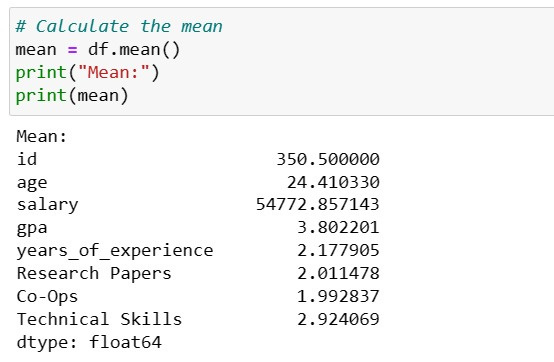 # Calculate the mean
mean = df.mean()
print("Mean:")
print(mean)
Mean:
id 350.500000
age 24.410330
salary 54772.857143
gpa 3.802201
years_of_experience 2.177905
Research Papers 2.011478
Co-Ops 1.992837
Technical Skills 2.924069
dtype: float64